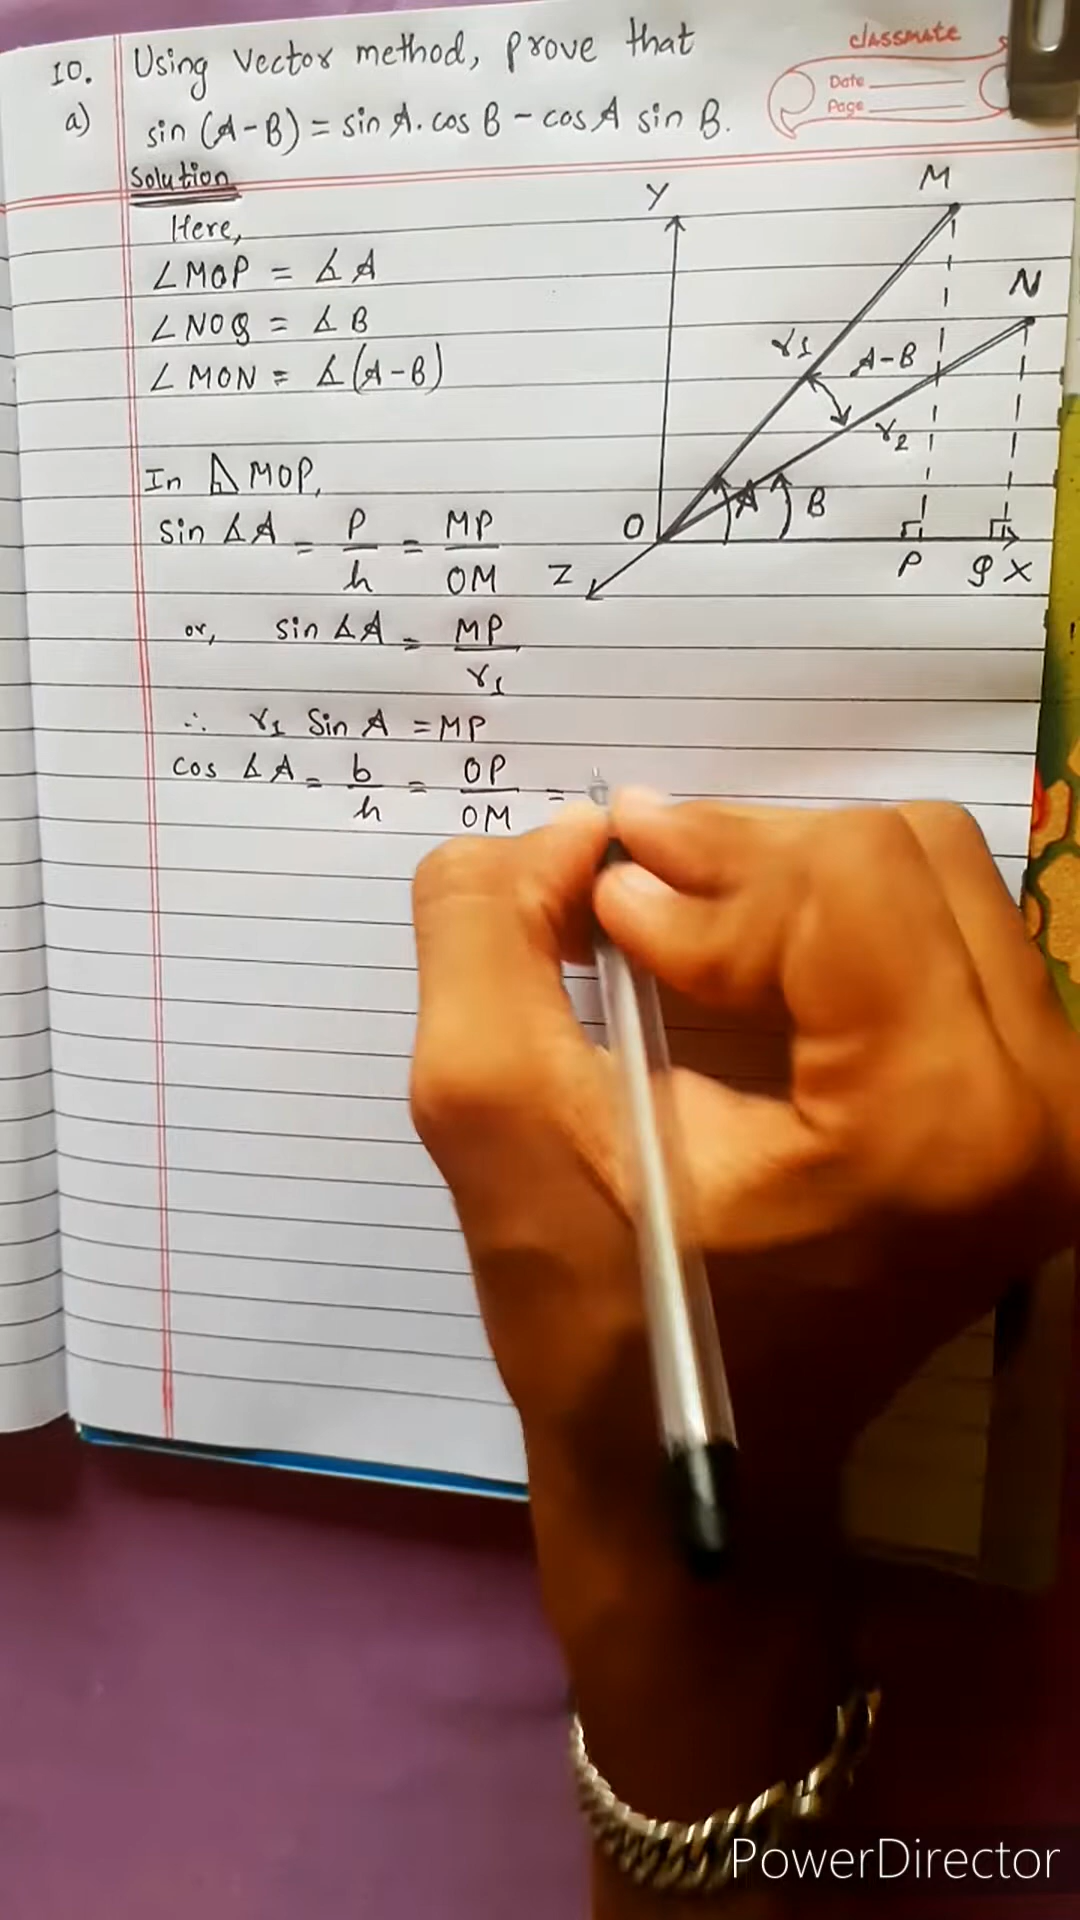 10. Using vector method, prove that
a) sin (A-B) = sin A. cos B - cos A sin B.
classmate
Date
Page
Solution
Here,
∠MOP = ∡A
∠NOQ = ∡B
∠MON = ∡(A-B)
Y
M
N
r1
A-B
r2
A
B
O
Z
P
Q
X
In △MOP,
sin ∡A = P/h = MP/OM
or, sin ∡A = MP/r1
∴ r1 Sin A = MP
cos ∡A = b/h = OP/OM =
PowerDirector